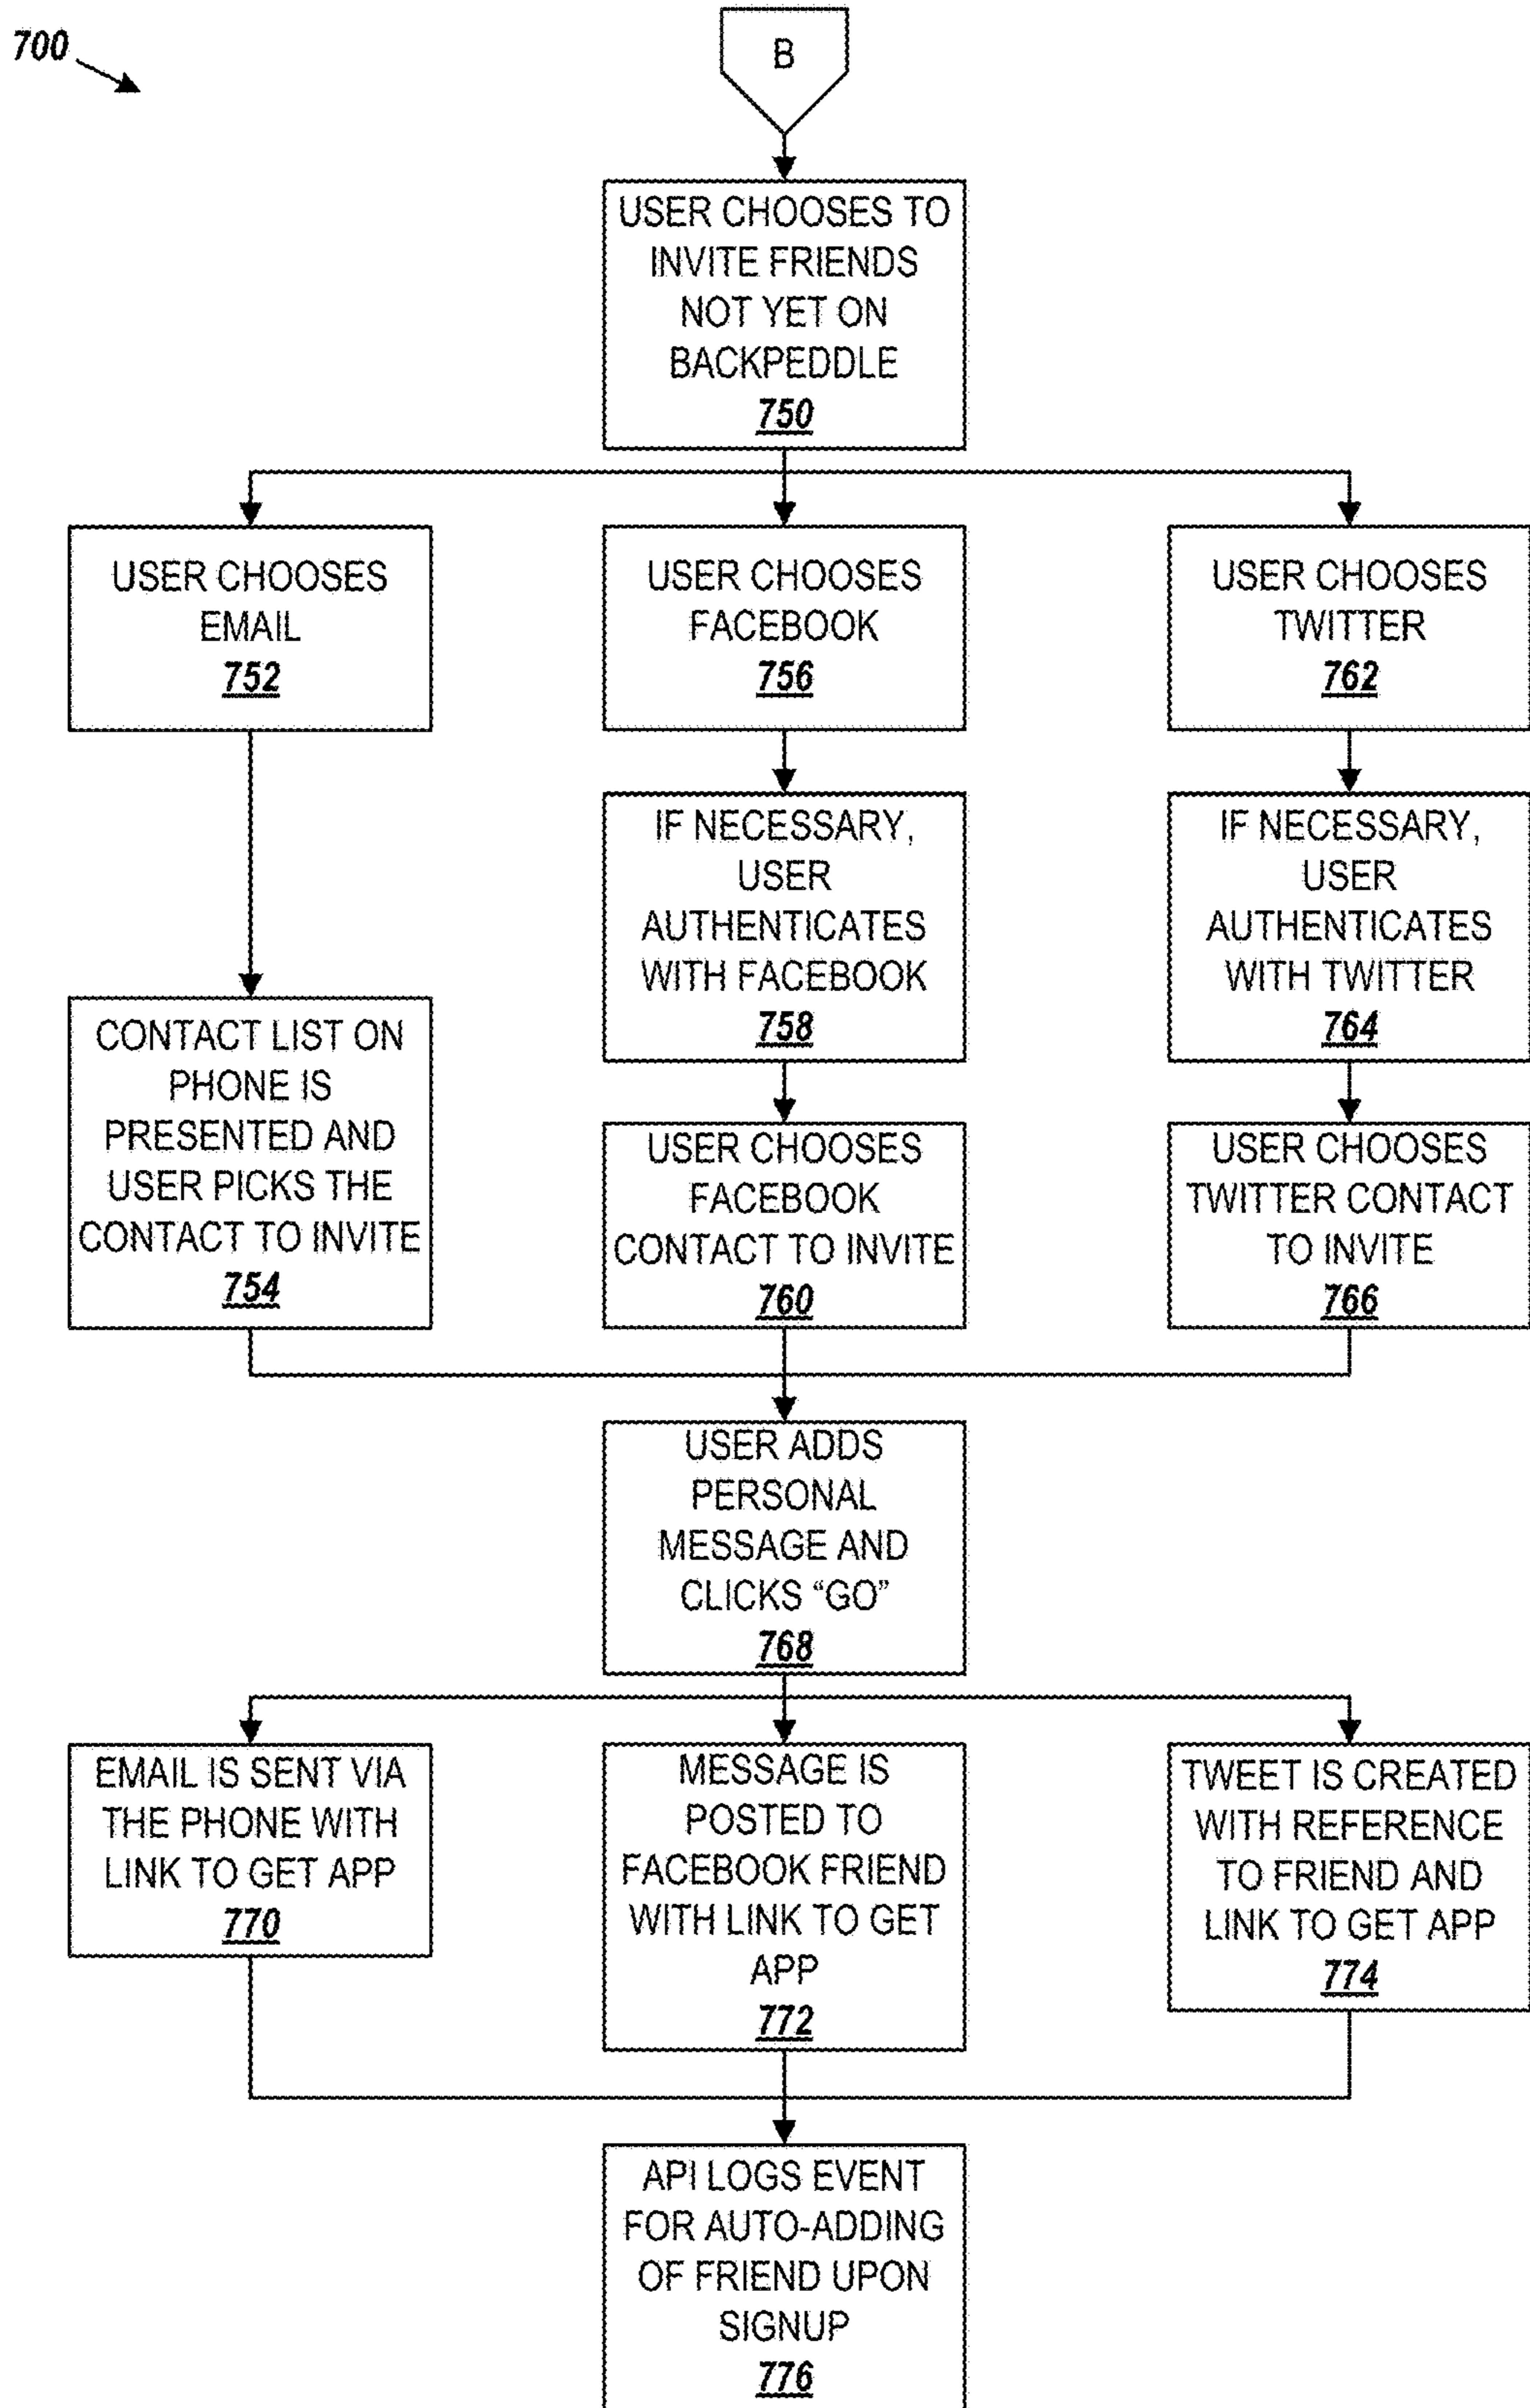 700
B
USER CHOOSES TO
INVITE FRIENDS
NOT YET ON
BACKPEDDLE
750
USER CHOOSES
EMAIL
752
USER CHOOSES
FACEBOOK
756
USER CHOOSES
TWITTER
762
IF NECESSARY,
USER
AUTHENTICATES
WITH FACEBOOK
758
IF NECESSARY,
USER
AUTHENTICATES
WITH TWITTER
764
CONTACT LIST ON
PHONE IS
PRESENTED AND
USER PICKS THE
CONTACT TO INVITE
754
USER CHOOSES
FACEBOOK
CONTACT TO INVITE
760
USER CHOOSES
TWITTER CONTACT
TO INVITE
766
USER ADDS
PERSONAL
MESSAGE AND
CLICKS “GO”
768
EMAIL IS SENT VIA
THE PHONE WITH
LINK TO GET APP
770
MESSAGE IS
POSTED TO
FACEBOOK FRIEND
WITH LINK TO GET
APP
772
TWEET IS CREATED
WITH REFERENCE
TO FRIEND AND
LINK TO GET APP
774
API LOGS EVENT
FOR AUTO-ADDING
OF FRIEND UPON
SIGNUP
776